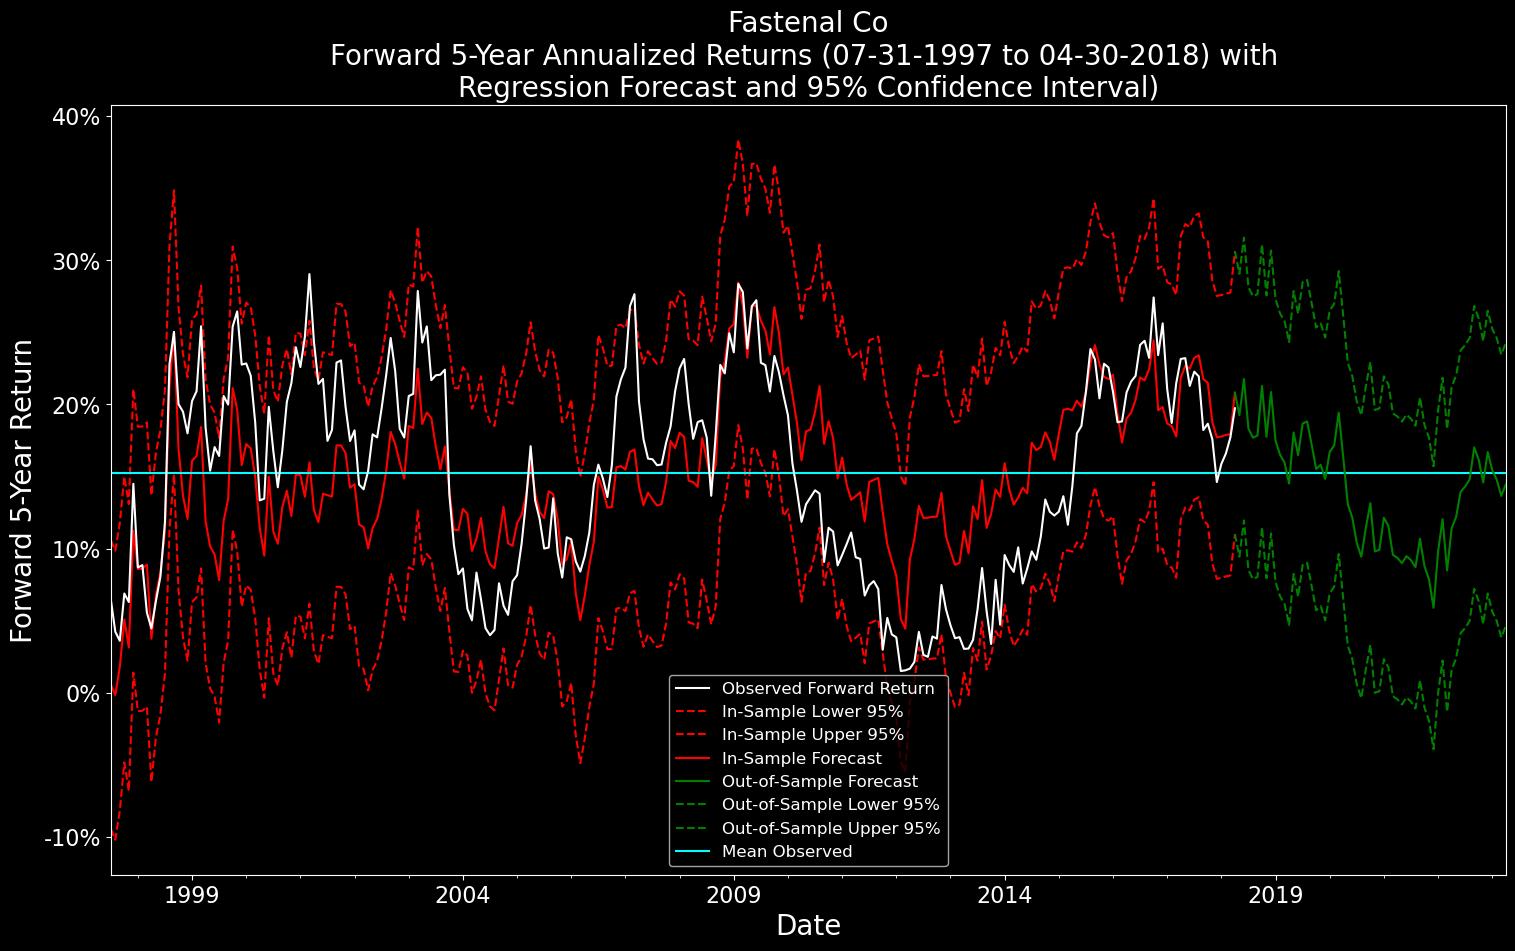 Fastenal Co
Forward 5-Year Annualized Returns (07-31-1997 to 04-30-2018) with
Regression Forecast and 95% Confidence Interval)
Forward 5-Year Return
40%
30%
20%
10%
0%
-10%
Observed Forward Return
In-Sample Lower 95%
In-Sample Upper 95%
In-Sample Forecast
Out-of-Sample Forecast
Out-of-Sample Lower 95%
Out-of-Sample Upper 95%
Mean Observed
1999 2004 2009 2014 2019
Date